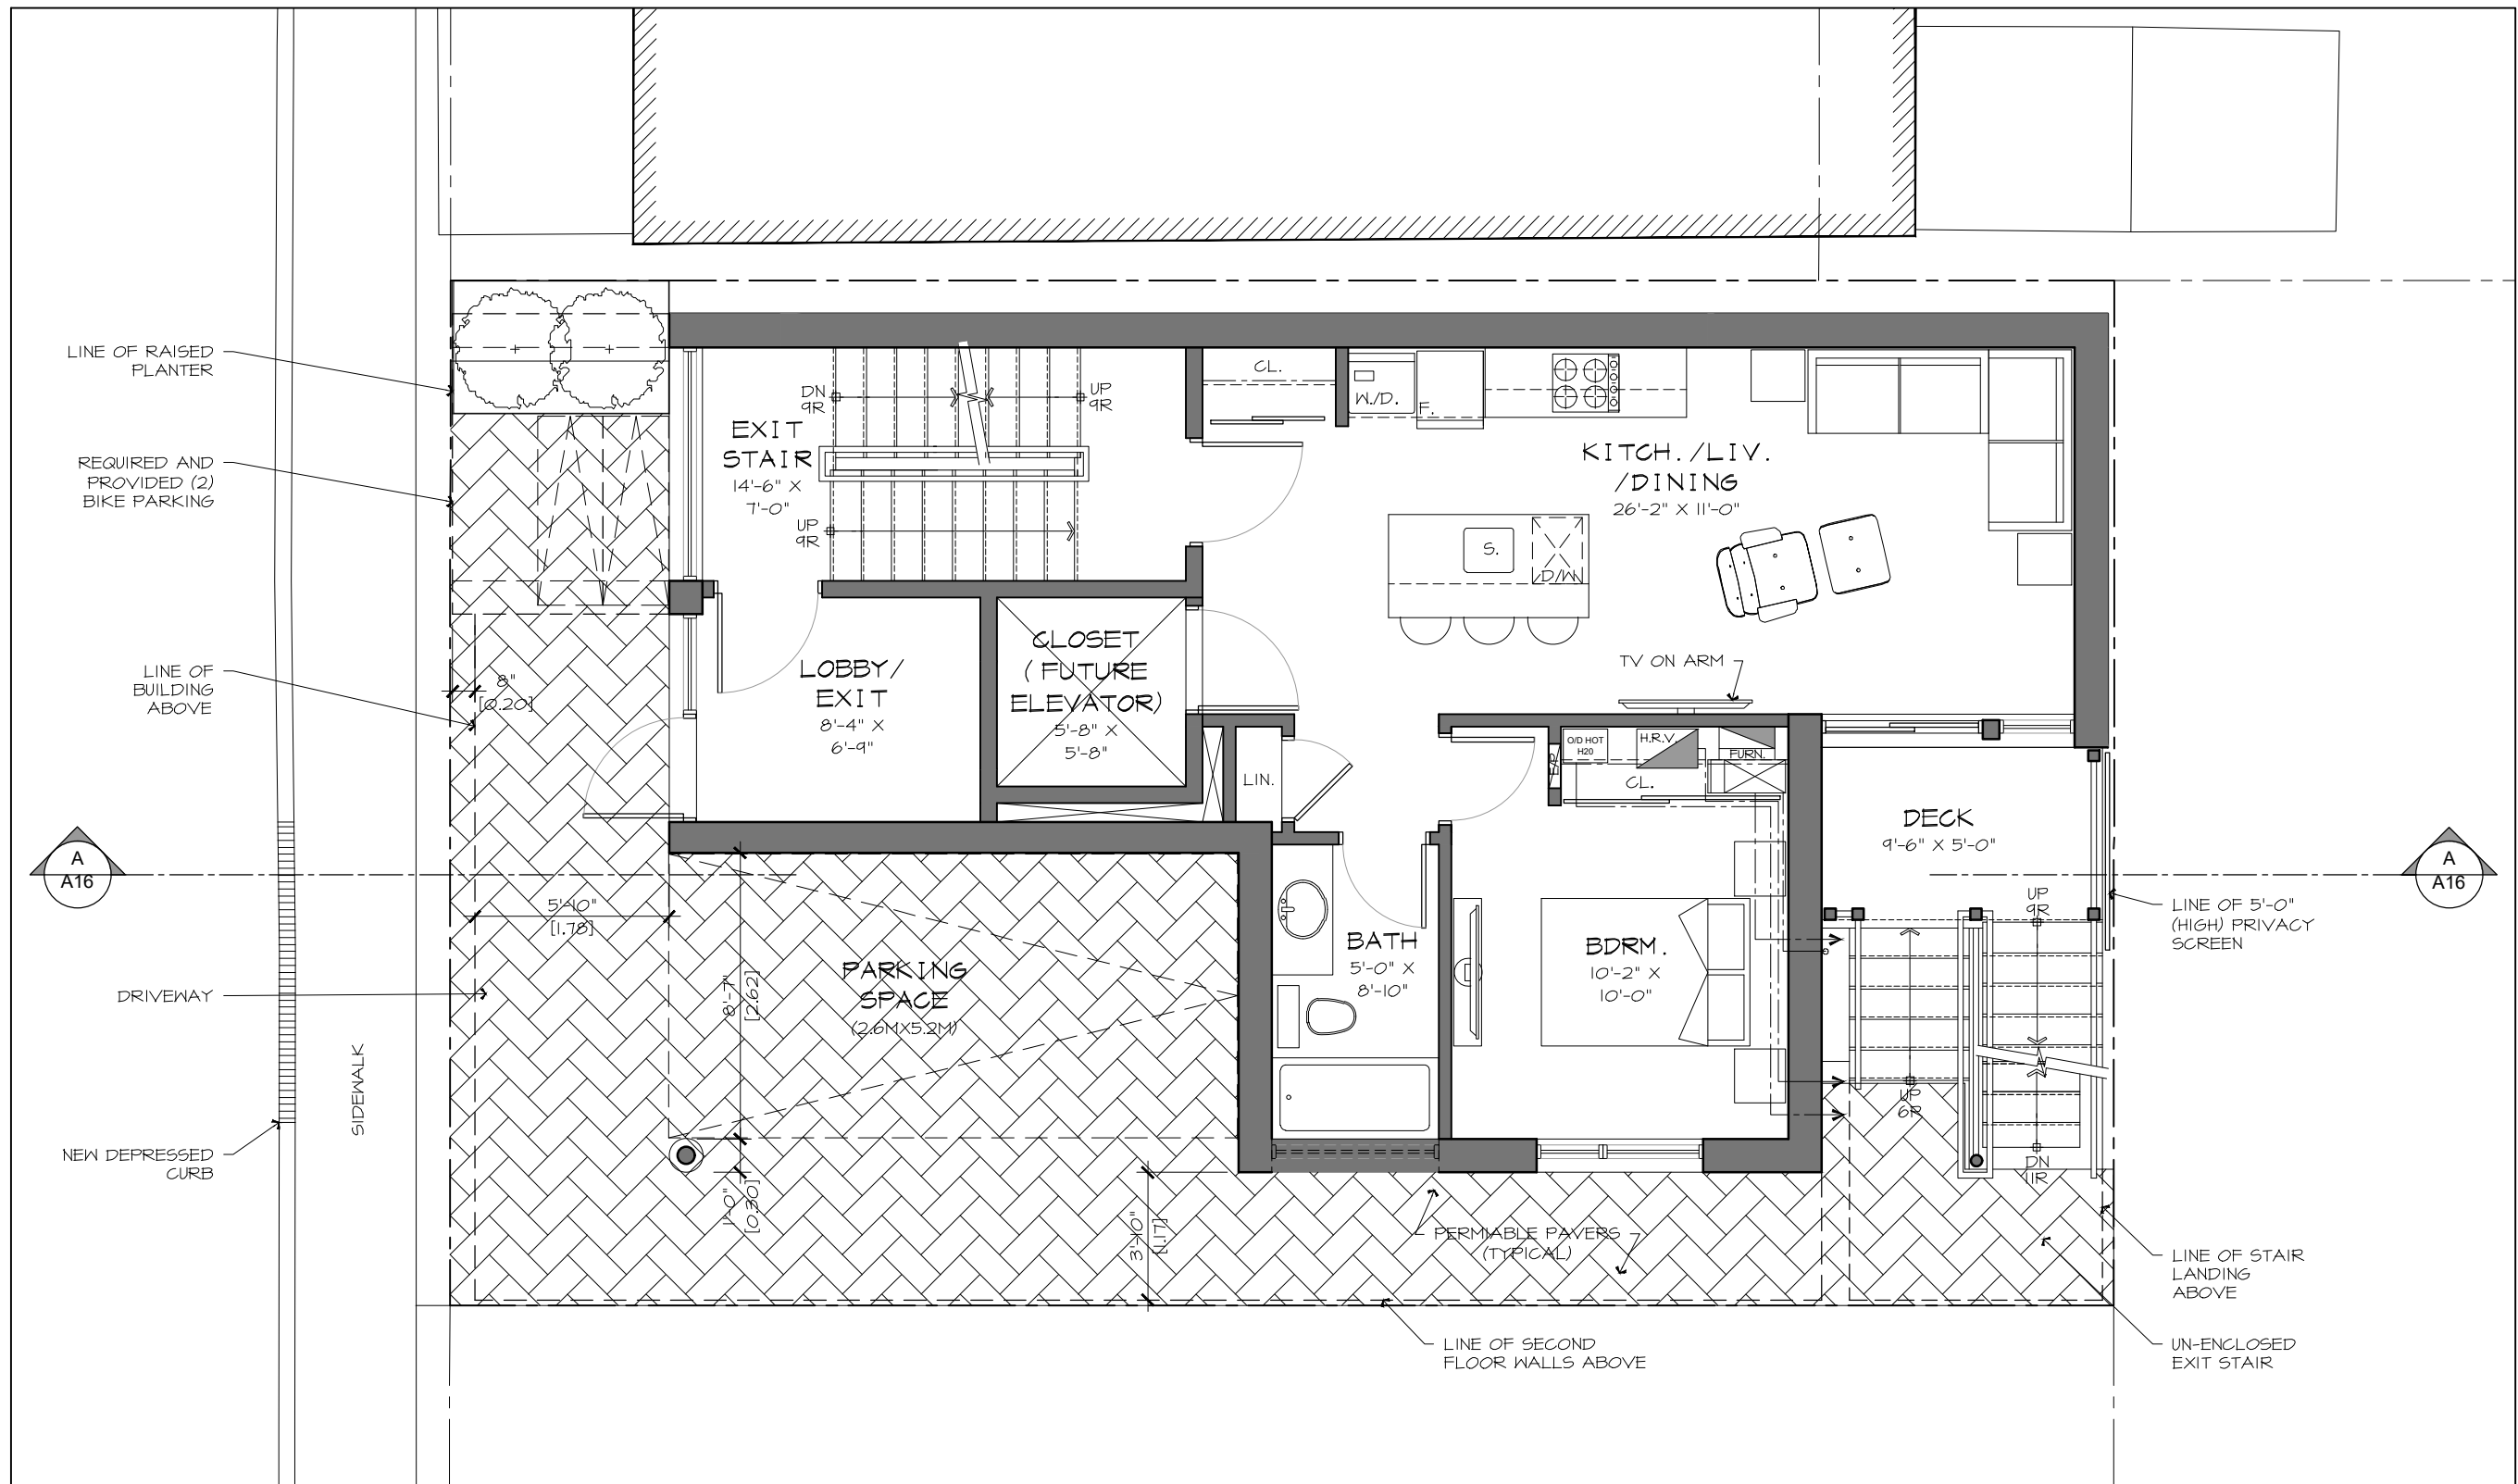 LINE OF RAISED
PLANTER
REQUIRED AND
PROVIDED (2)
BIKE PARKING
LINE OF
BUILDING
ABOVE
A
A16
DRIVEWAY
NEW DEPRESSED
CURB
SIDEWALK
8"
[0.20]
5'-10"
[1.78]
8'-7"
[2.62]
1'-0"
[0.30]
3'-10"
[1.17]
EXIT
STAIR
14'-6" X
7'-0"
DN
9R
UP
9R
UP
9R
LOBBY/
EXIT
8'-4" X
6'-9"
CLOSET
( FUTURE
ELEVATOR)
5'-8" X
5'-8"
PARKING
SPACE
(2.6MX5.2M)
CL.
W./D.
F.
KITCH. /LIV.
/DINING
26'-2" X 11'-0"
S.
D/W
TV ON ARM
LIN.
O/D HOT
H20
H.R.V.
FURN.
CL.
BATH
5'-0" X
8'-10"
BDRM.
10'-2" X
10'-0"
DECK
9'-6" X 5'-0"
UP
9R
UP
6R
DN
11R
PERMIABLE PAVERS
(TYPICAL)
LINE OF SECOND
FLOOR WALLS ABOVE
A
A16
LINE OF 5'-0"
(HIGH) PRIVACY
SCREEN
LINE OF STAIR
LANDING
ABOVE
UN-ENCLOSED
EXIT STAIR